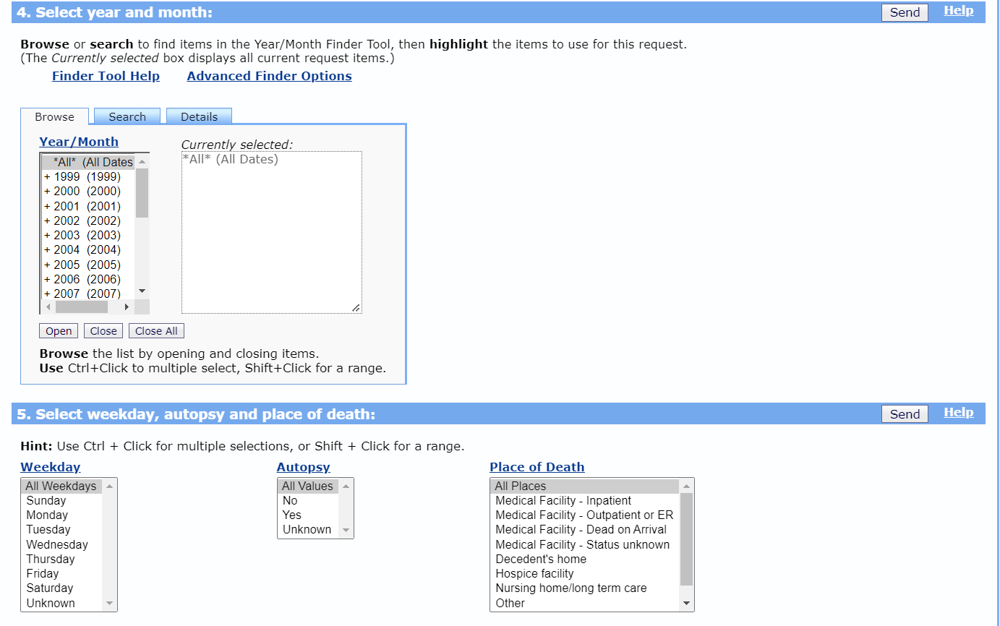 4. Select year and month:
Send
Help
Browse or search to find items in the Year/Month Finder Tool, then highlight the items to use for this request.
(The Currently selected box displays all current request items.)
Finder Tool Help
Advanced Finder Options
Browse
Search
Details
Year/Month
*All* (All Dates
+ 1999 (1999)
+ 2000 (2000)
+ 2001 (2001)
+ 2002 (2002)
+ 2003 (2003)
+ 2004 (2004)
+ 2005 (2005)
+ 2006 (2006)
+ 2007 (2007)
Currently selected:
*All* (All Dates)
Open
Close
Close All
Browse the list by opening and closing items.
Use Ctrl+Click to multiple select, Shift+Click for a range.
5. Select weekday, autopsy and place of death:
Send
Help
Hint: Use Ctrl + Click for multiple selections, or Shift + Click for a range.
Weekday
All Weekdays
Sunday
Monday
Tuesday
Wednesday
Thursday
Friday
Saturday
Unknown
Autopsy
All Values
No
Yes
Unknown
Place of Death
All Places
Medical Facility - Inpatient
Medical Facility - Outpatient or ER
Medical Facility - Dead on Arrival
Medical Facility - Status unknown
Decedent's home
Hospice facility
Nursing home/long term care
Other